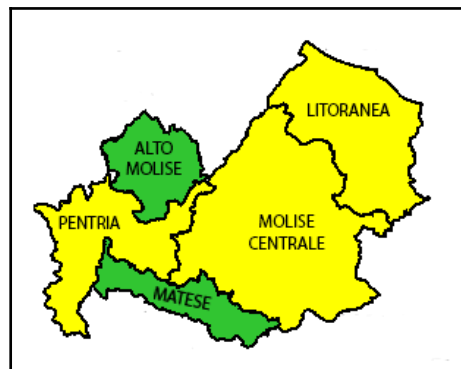 LITORANEA
ALTO
MOLISE
PENTRIA
MOLISE
CENTRALE
MATESE